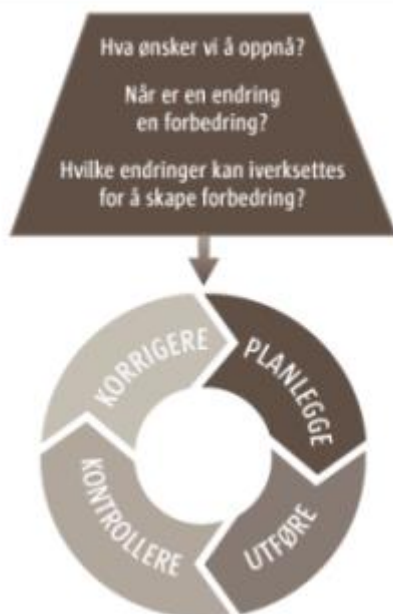 Hva ønsker vi å oppnå?
Når er en endring
en forbedring?
Hvilke endringer kan iverksettes
for å skape forbedring?
PLANLEGGE
UTFØRE
KONTROLLERE
KORRIGERE